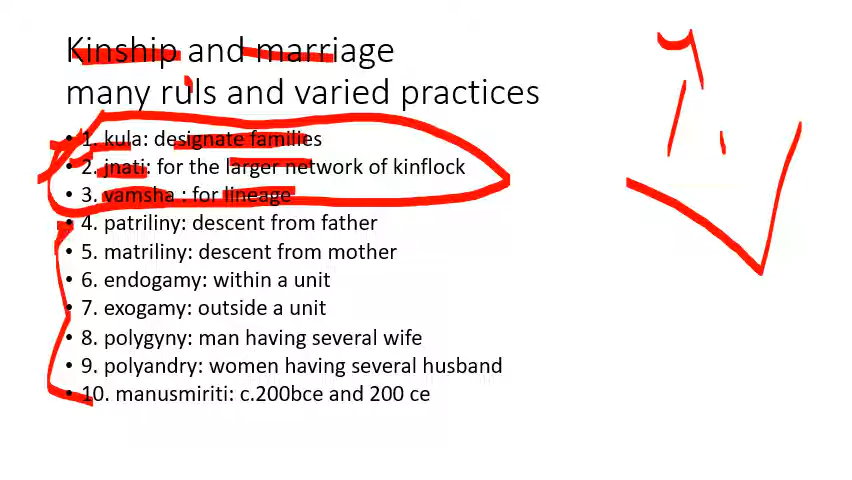 Kinship and marriage
many ruls and varied practices
• 1. kula: designate families
• 2. jnati: for the larger network of kinflock
• 3. vamsha : for lineage
• 4. patriliny: descent from father
• 5. matriliny: descent from mother
• 6. endogamy: within a unit
• 7. exogamy: outside a unit
• 8. polygyny: man having several wife
• 9. polyandry: women having several husband
• 10. manusmiriti: c.200bce and 200 ce